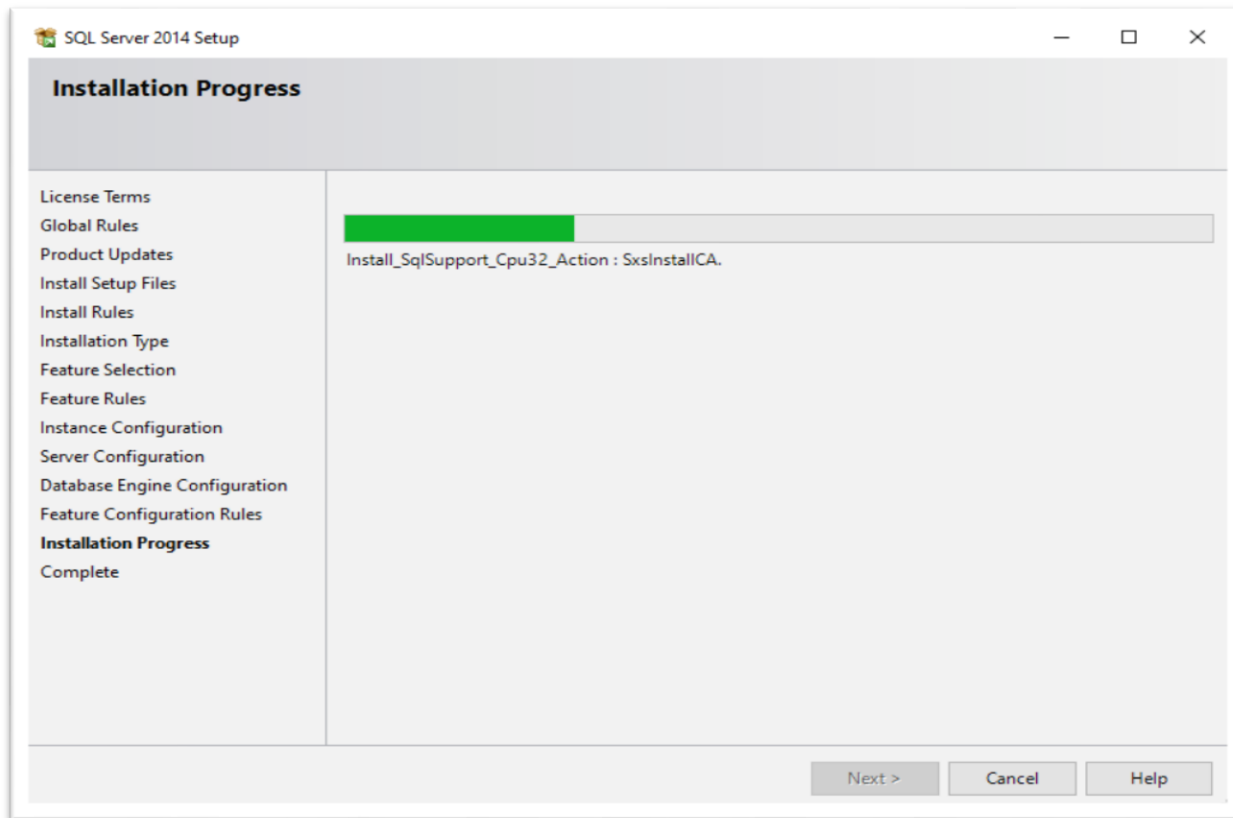 SQL Server 2014 Setup
Installation Progress
License Terms
Global Rules
Product Updates
Install Setup Files
Install Rules
Installation Type
Feature Selection
Feature Rules
Instance Configuration
Server Configuration
Database Engine Configuration
Feature Configuration Rules
Installation Progress
Complete
Install_SqlSupport_Cpu32_Action : SxsInstallCA.
Next >
Cancel
Help